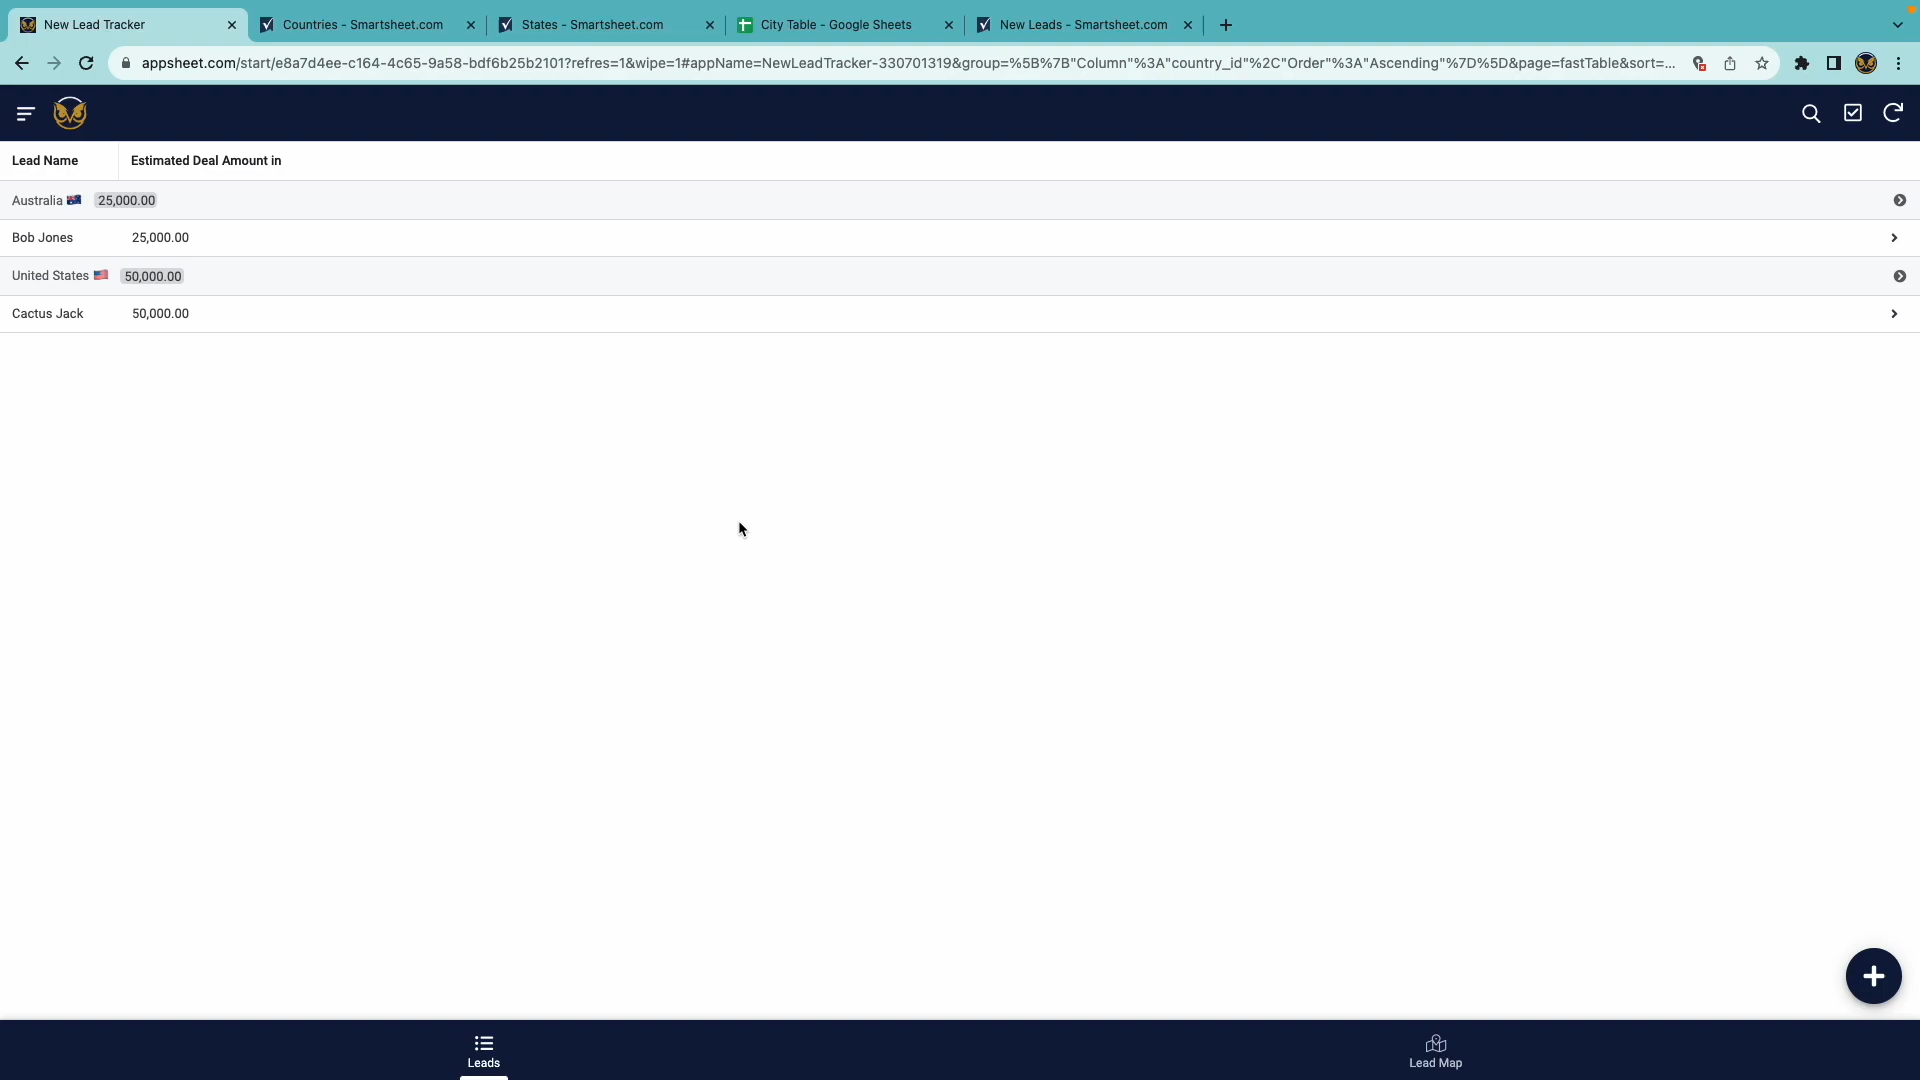 New Lead Tracker
Countries - Smartsheet.com
States - Smartsheet.com
City Table - Google Sheets
New Leads - Smartsheet.com
appsheet.com/start/e8a7d4ee-c164-4c65-9a58-bdf6b25b2101?refres=1&wipe=1#appName=NewLeadTracker-330701319&group=%5B%7B"Column"%3A"country_id"%2C"Order"%3A"Ascending"%7D%5D&page=fastTable&sort=...
Lead Name Estimated Deal Amount in
Australia 🇦🇺 25,000.00
Bob Jones 25,000.00
United States 🇺🇸 50,000.00
Cactus Jack 50,000.00
Leads
Lead Map